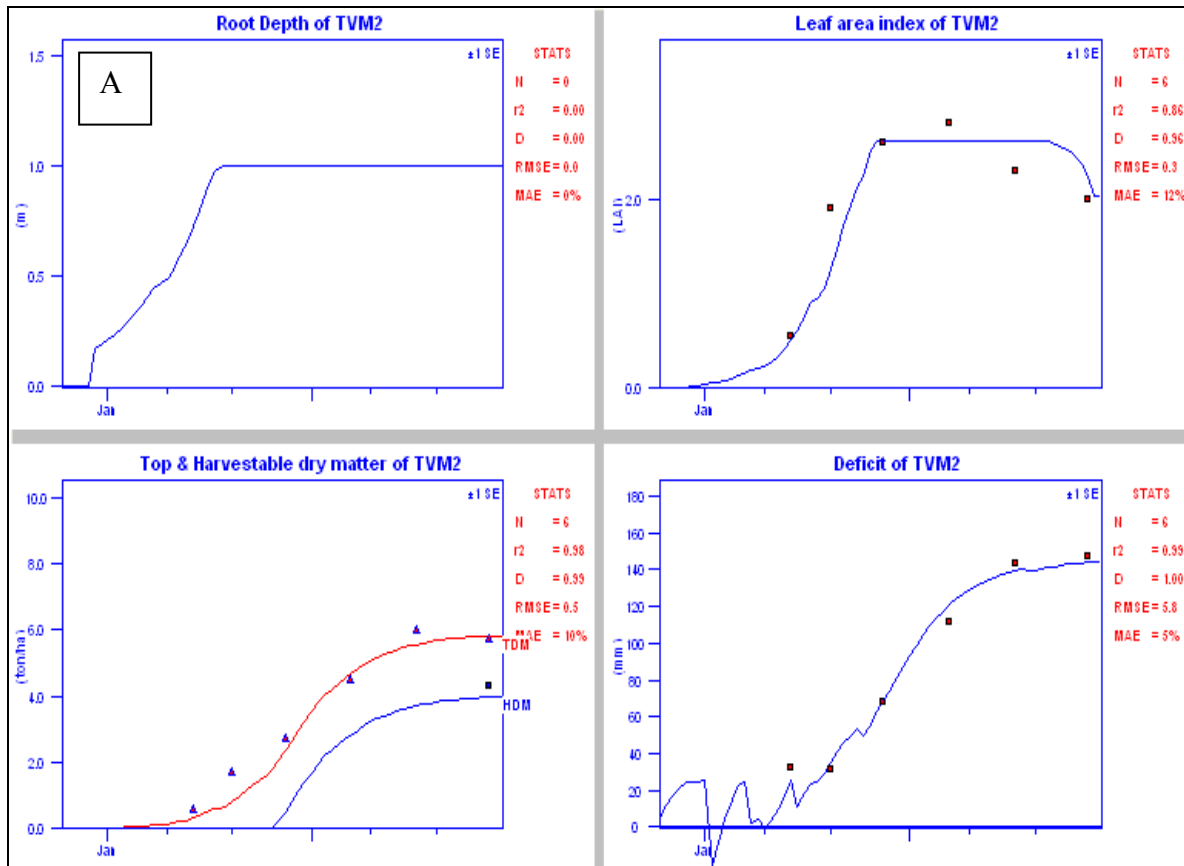 Root Depth of TVM2
A
±1 SE
STATS
N = 0
r2 = 0.00
D = 0.00
RMSE= 0.0
MAE = 0%
1.5
1.0
0.5
0.0
(m)
Jan
Leaf area index of TVM2
±1 SE
STATS
N = 6
r2 = 0.86
D = 0.96
RMSE= 0.3
MAE = 12%
2.0
0.0
(LAI)
Jan
Top & Harvestable dry matter of TVM2
±1 SE
STATS
N = 6
r2 = 0.98
D = 0.99
RMSE= 0.5
MAE = 10%
TDM
HDM
10.0
8.0
6.0
4.0
2.0
0.0
(ton/ha)
Jan
Deficit of TVM2
±1 SE
STATS
N = 6
r2 = 0.99
D = 1.00
RMSE= 5.8
MAE = 5%
180
160
140
120
100
80
60
40
20
0
(mm)
Jan